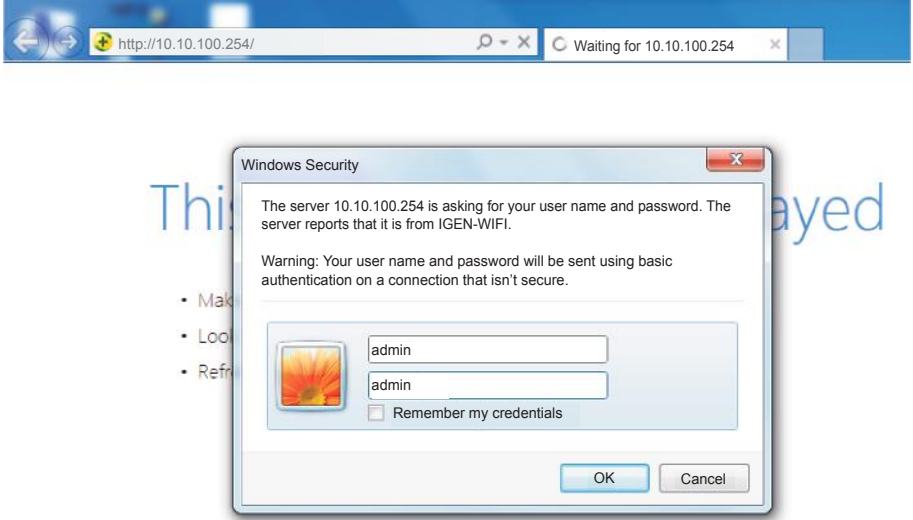 http://10.10.100.254/
Waiting for 10.10.100.254
Windows Security
The server 10.10.100.254 is asking for your user name and password. The
server reports that it is from IGEN-WIFI.
Warning: Your user name and password will be sent using basic
authentication on a connection that isn't secure.
admin
admin
Remember my credentials
OK
Cancel